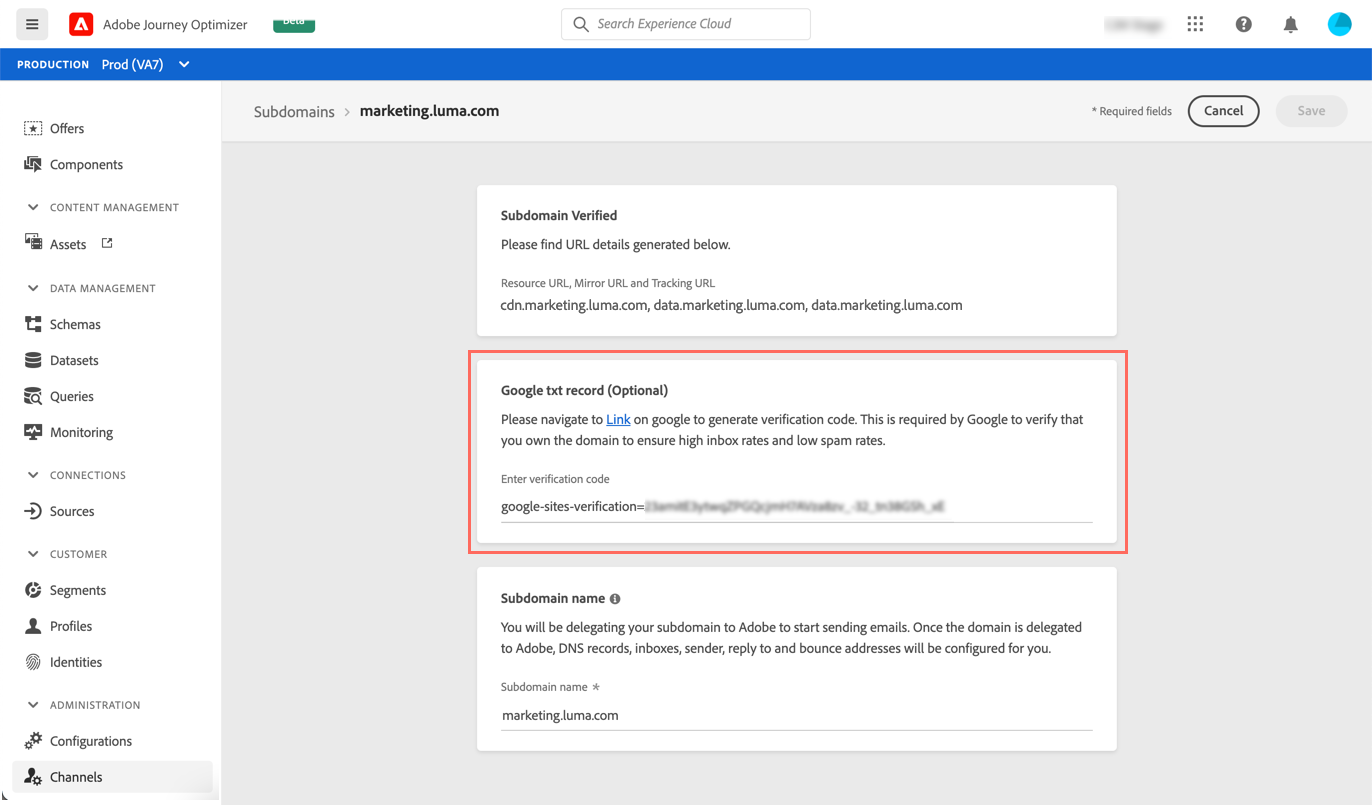 Adobe Journey Optimizer
Beta
Search Experience Cloud
PRODUCTION Prod (VA7)
Offers
Components
CONTENT MANAGEMENT
Assets
DATA MANAGEMENT
Schemas
Datasets
Queries
Monitoring
CONNECTIONS
Sources
CUSTOMER
Segments
Profiles
Identities
ADMINISTRATION
Configurations
Channels
Subdomains > marketing.luma.com
* Required fields
Cancel
Save
Subdomain Verified
Please find URL details generated below.
Resource URL, Mirror URL and Tracking URL
cdn.marketing.luma.com, data.marketing.luma.com, data.marketing.luma.com
Google txt record (Optional)
Please navigate to Link on google to generate verification code. This is required by Google to verify that
you own the domain to ensure high inbox rates and low spam rates.
Enter verification code
google-sites-verification=
Subdomain name
You will be delegating your subdomain to Adobe to start sending emails. Once the domain is delegated
to Adobe, DNS records, inboxes, sender, reply to and bounce addresses will be configured for you.
Subdomain name *
marketing.luma.com